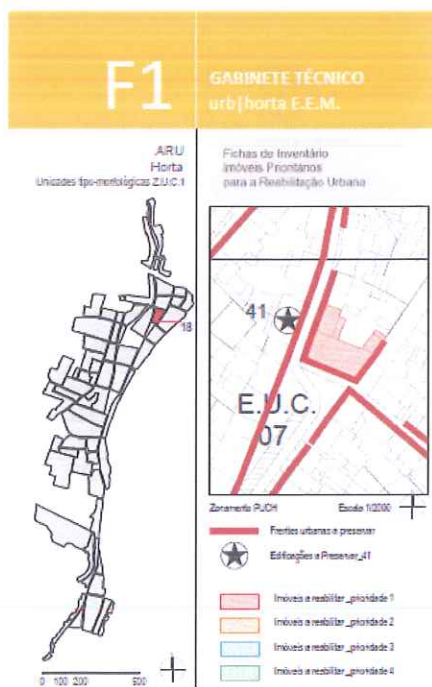 F1
GABINETE TÉCNICO
urb|horta E.E.M.
ARU
Horta
Unidades tipo-morfológicas Z.U.C.1
Fichas de Inventário
Imóveis Prioritários
para a Reabilitação Urbana
18
41
E.U.C.
07
Zonamento PUCH
Escala 1/2000
Frentes urbanas a preservar
Edificações a Preservar_41
Imóveis a reabilitar_prioridade 1
Imóveis a reabilitar_prioridade 2
Imóveis a reabilitar_prioridade 3
Imóveis a reabilitar_prioridade 4
0 100 200 500